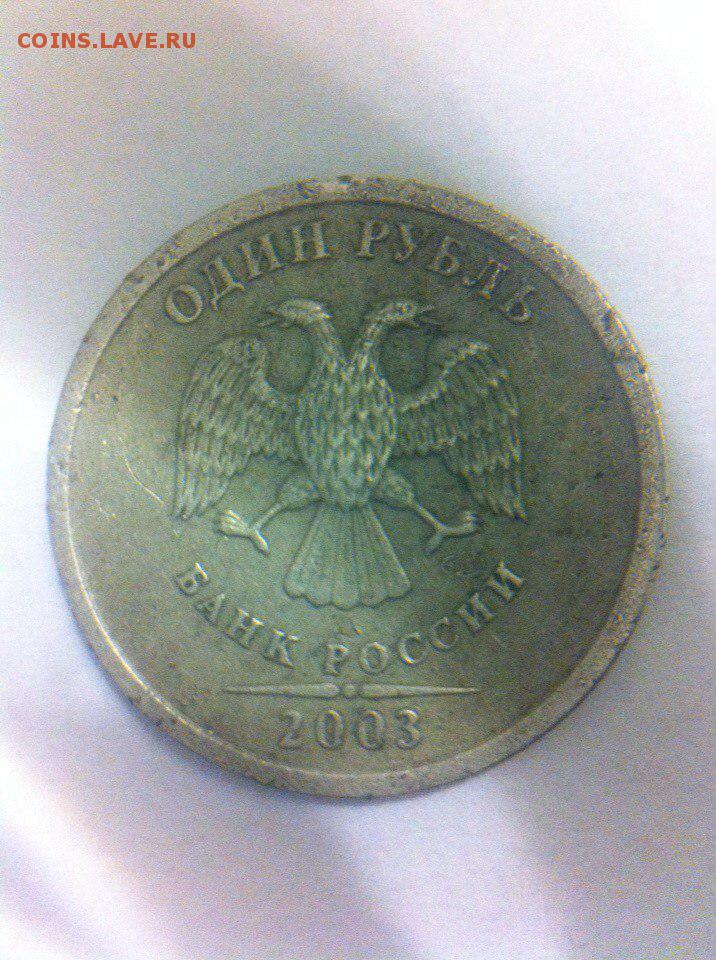 COINS.LAVE.RU
ОДИН РУБЛЬ
БАНК РОССИИ
2003